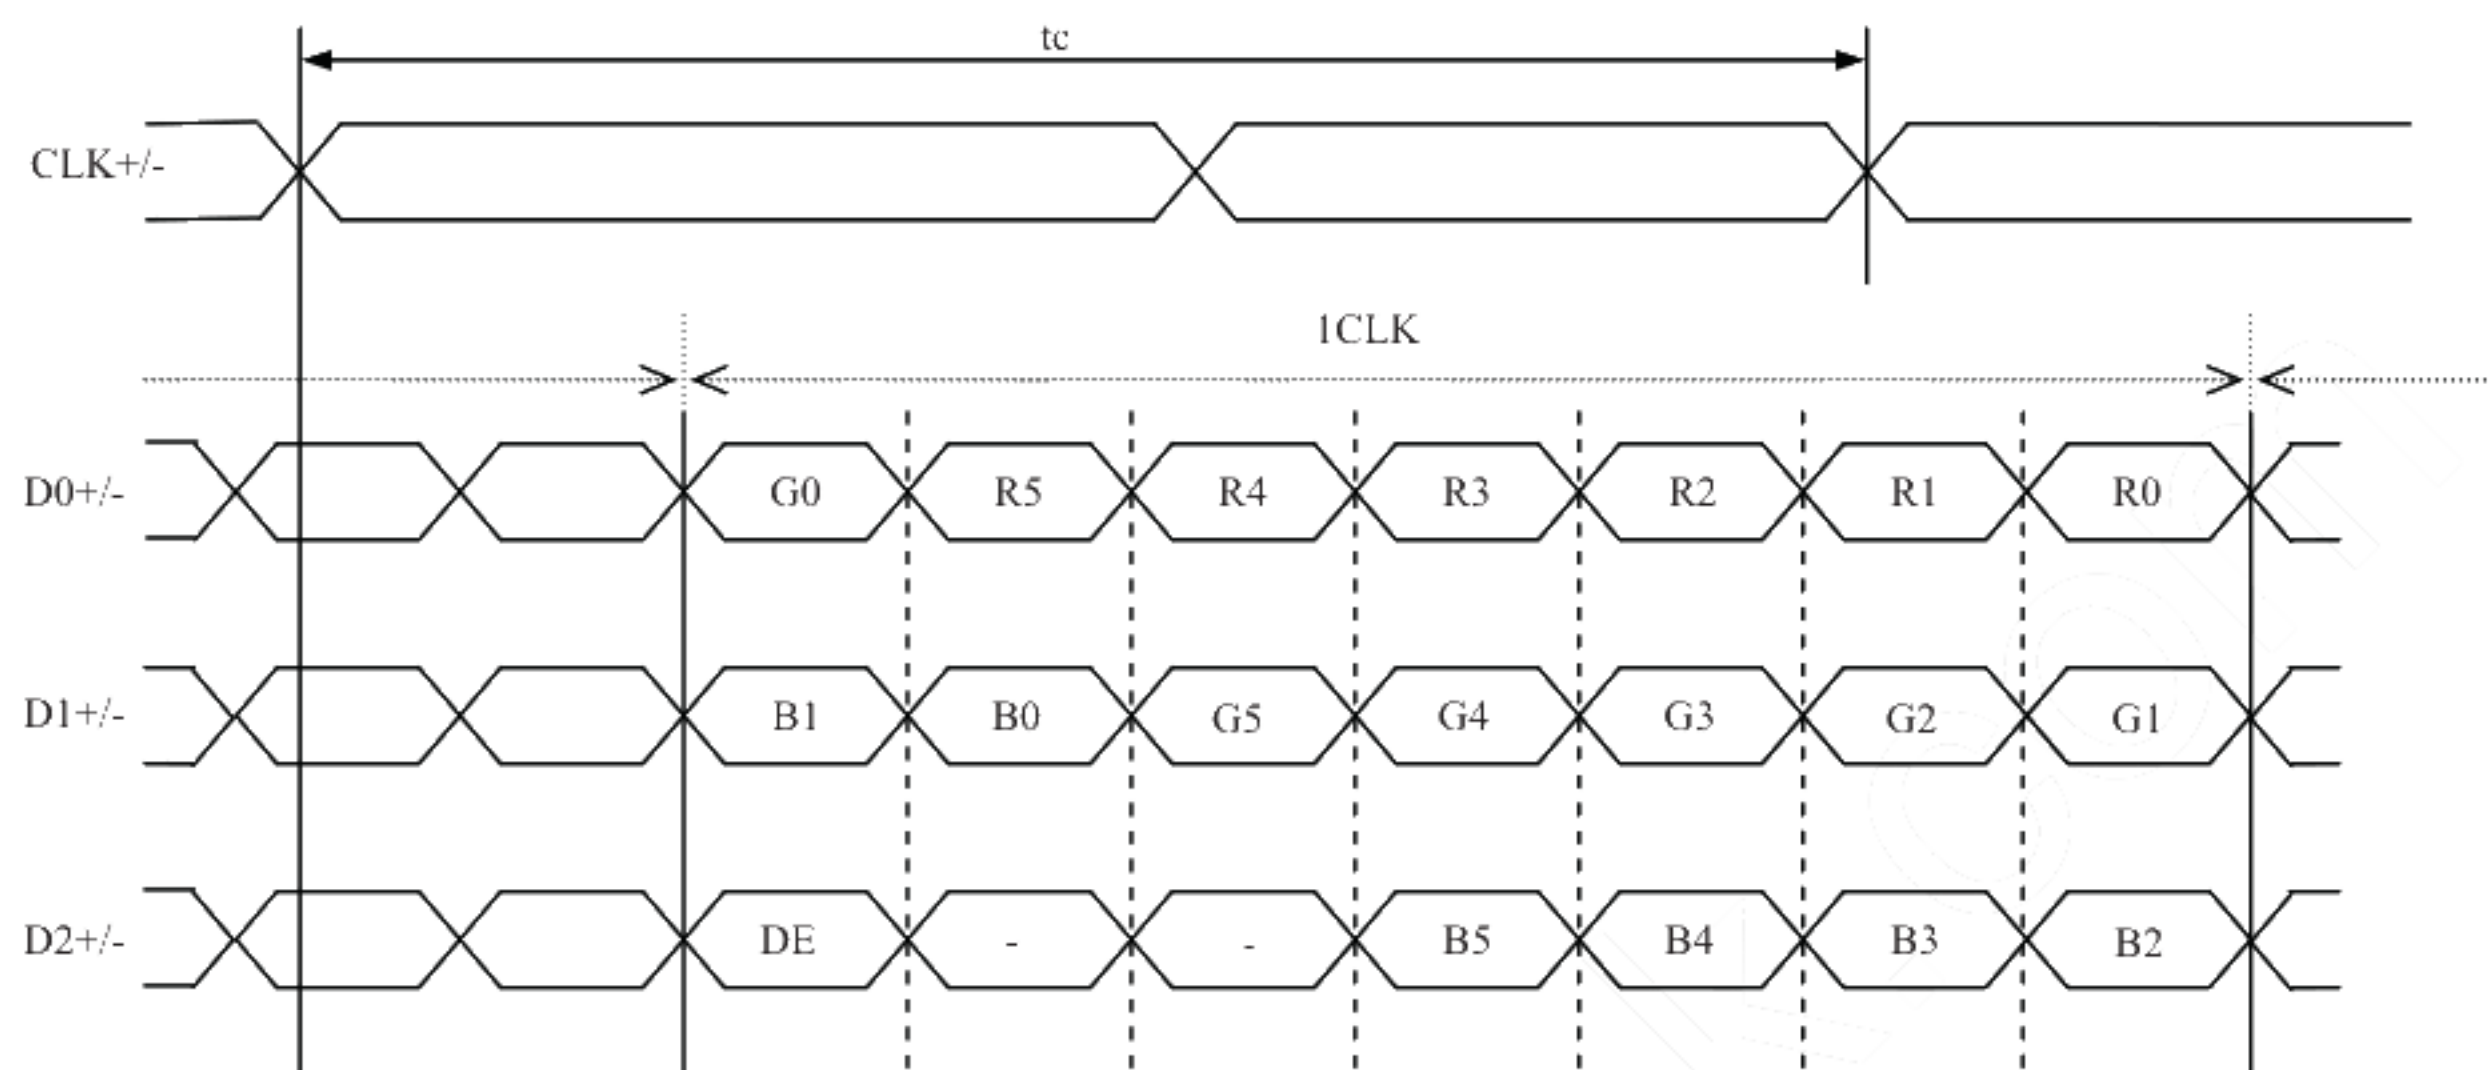 tc
CLK+/-
1CLK
D0+/- G0 R5 R4 R3 R2 R1 R0
D1+/- B1 B0 G5 G4 G3 G2 G1
D2+/- DE - - B5 B4 B3 B2